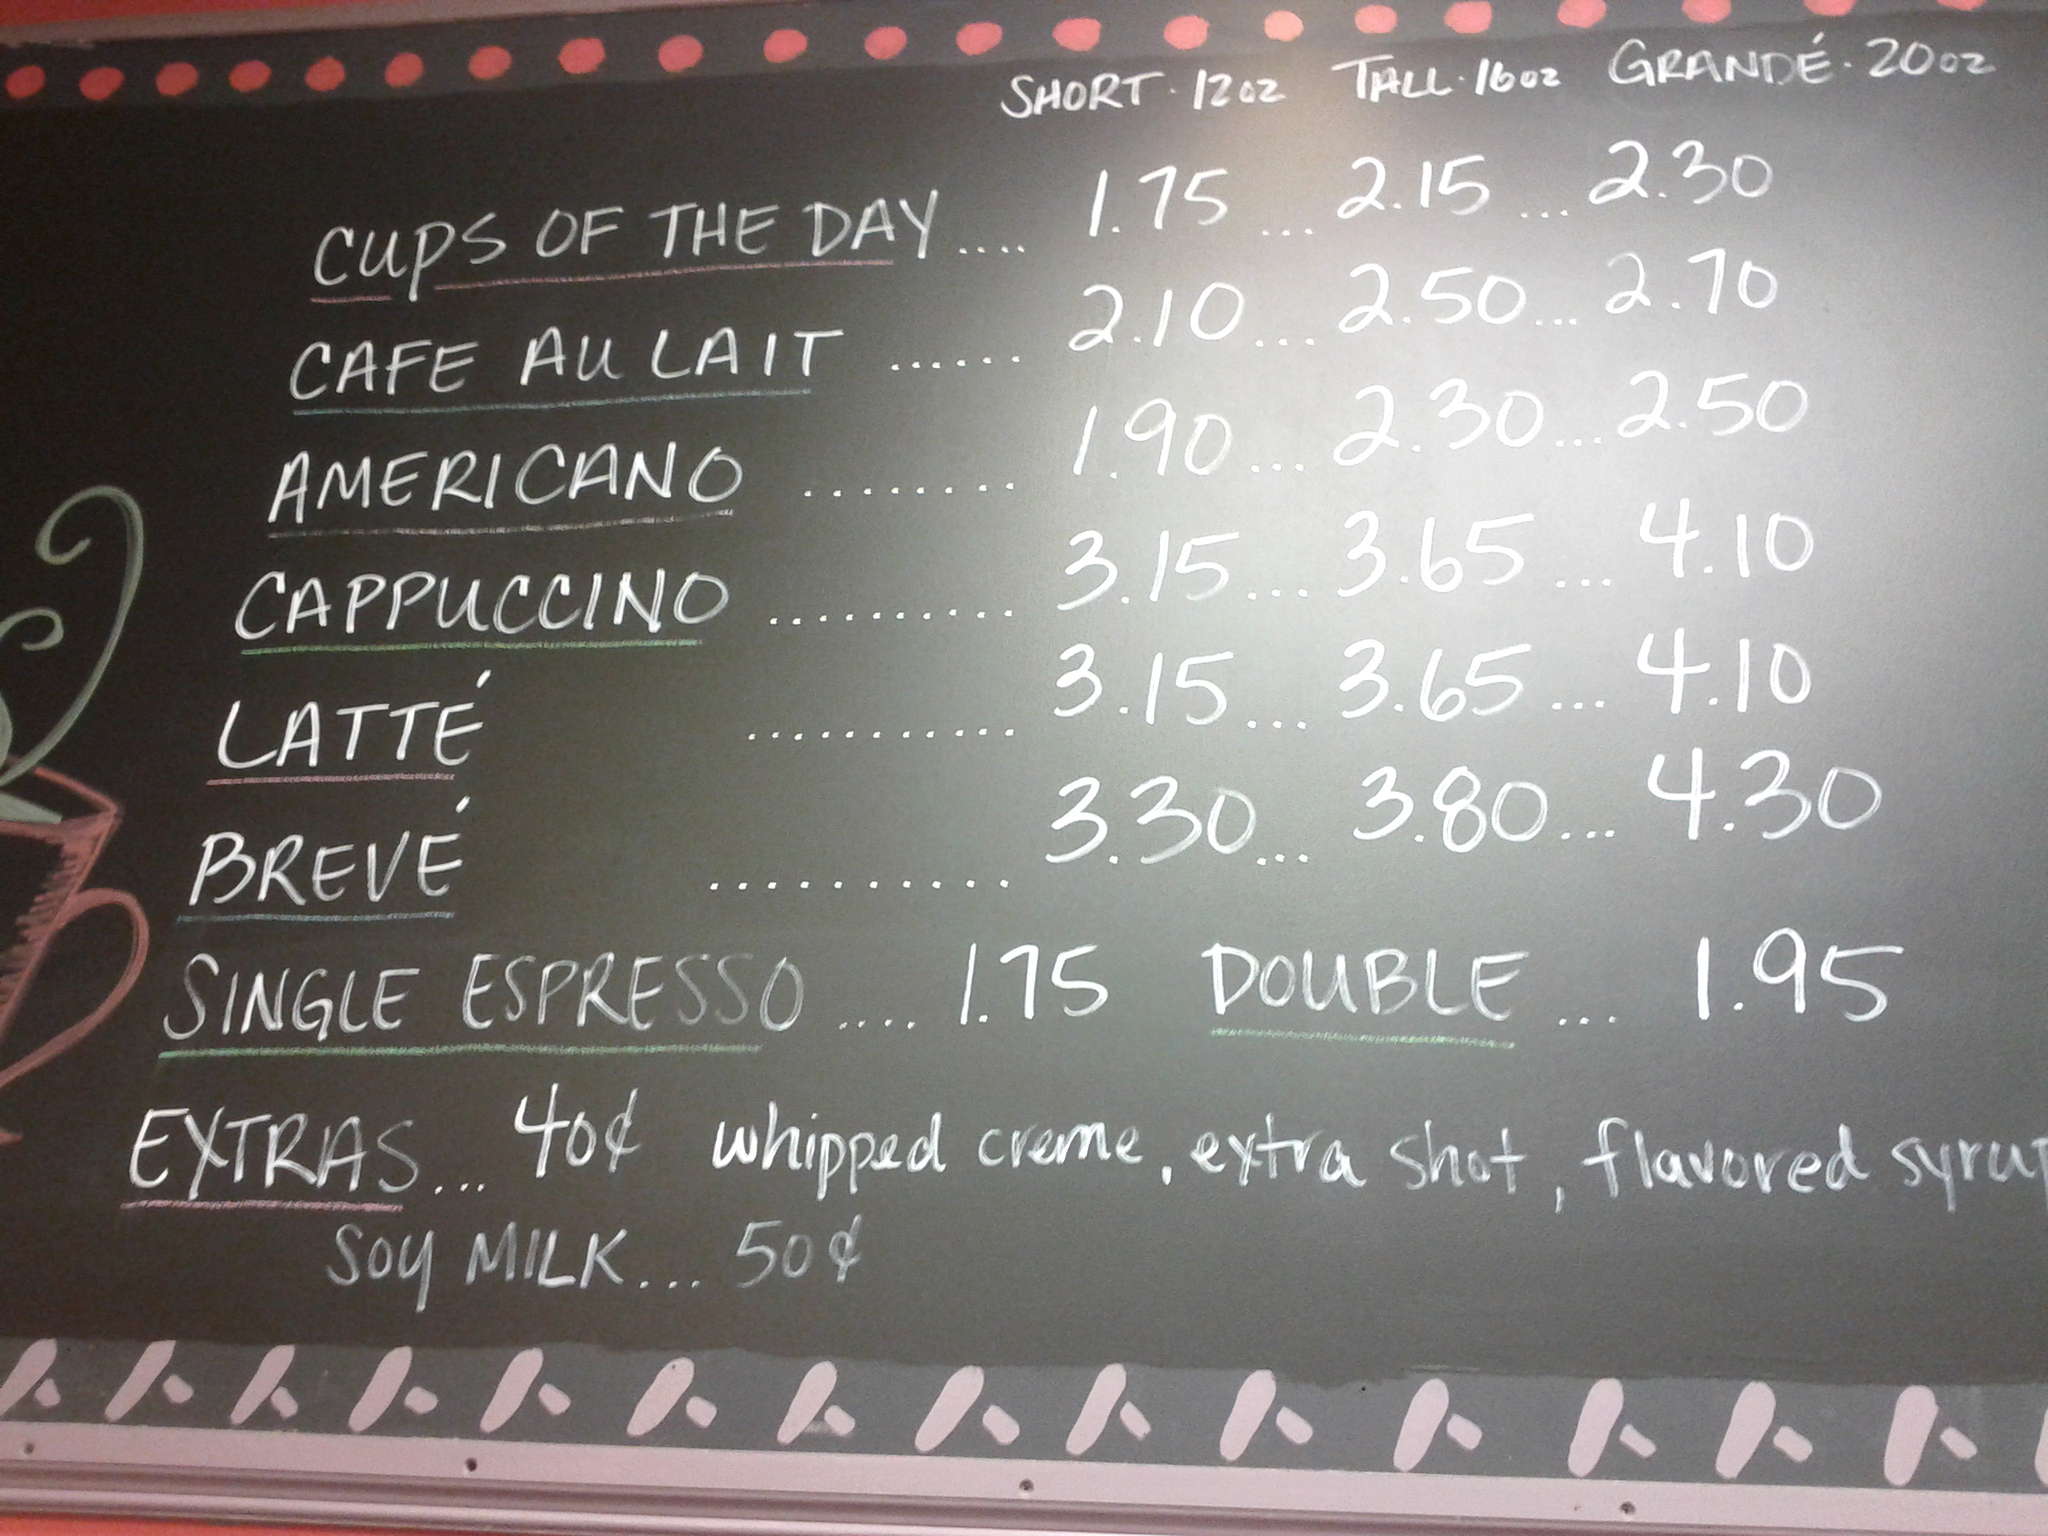 SHORT · 12oz TALL · 16oz GRANDÉ · 20oz
CUPS OF THE DAY .... 1.75 ... 2.15 ... 2.30
CAFE AU LAIT ...... 2.10 ... 2.50 ... 2.70
AMERICANO ........ 1.90 ... 2.30 ... 2.50
CAPPUCCINO .......... 3.15 ... 3.65 ... 4.10
LATTÉ ........... 3.15 ... 3.65 ... 4.10
BREVÉ ........... 3.30 ... 3.80 ... 4.30
SINGLE ESPRESSO .... 1.75 DOUBLE ... 1.95
EXTRAS ... 40¢ whipped creme, extra shot, flavored syrup
SOY MILK .... 50¢